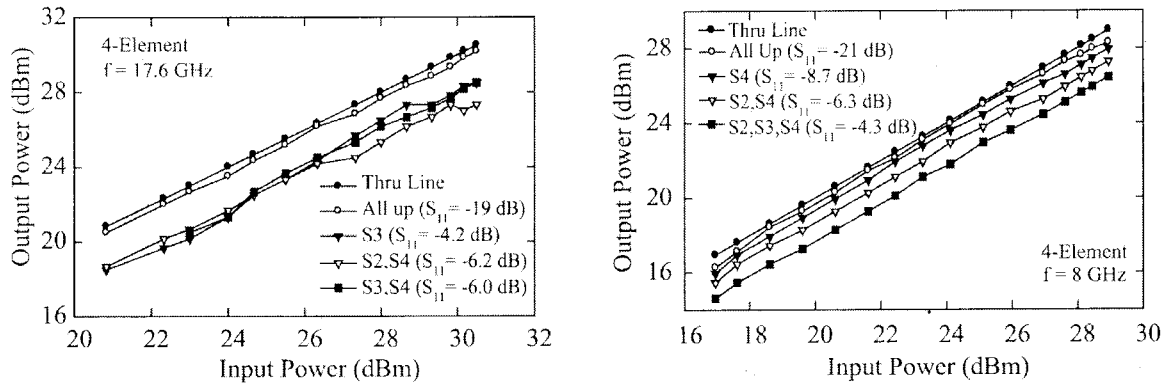 Output Power (dBm)
32
28
24
20
16
4-Element
f = 17.6 GHz
Thru Line
All up (S11= -19 dB)
S3 (S11= -4.2 dB)
S2,S4 (S11= -6.2 dB)
S3,S4 (S11= -6.0 dB)
20 22 24 26 28 30 32
Input Power (dBm)
Output Power (dBm)
28
24
20
16
Thru Line
All Up (S11= -21 dB)
S4 (S11= -8.7 dB)
S2,S4 (S11= -6.3 dB)
S2,S3,S4 (S11= -4.3 dB)
4-Element
f = 8 GHz
16 18 20 22 24 26 28 30
Input Power (dBm)